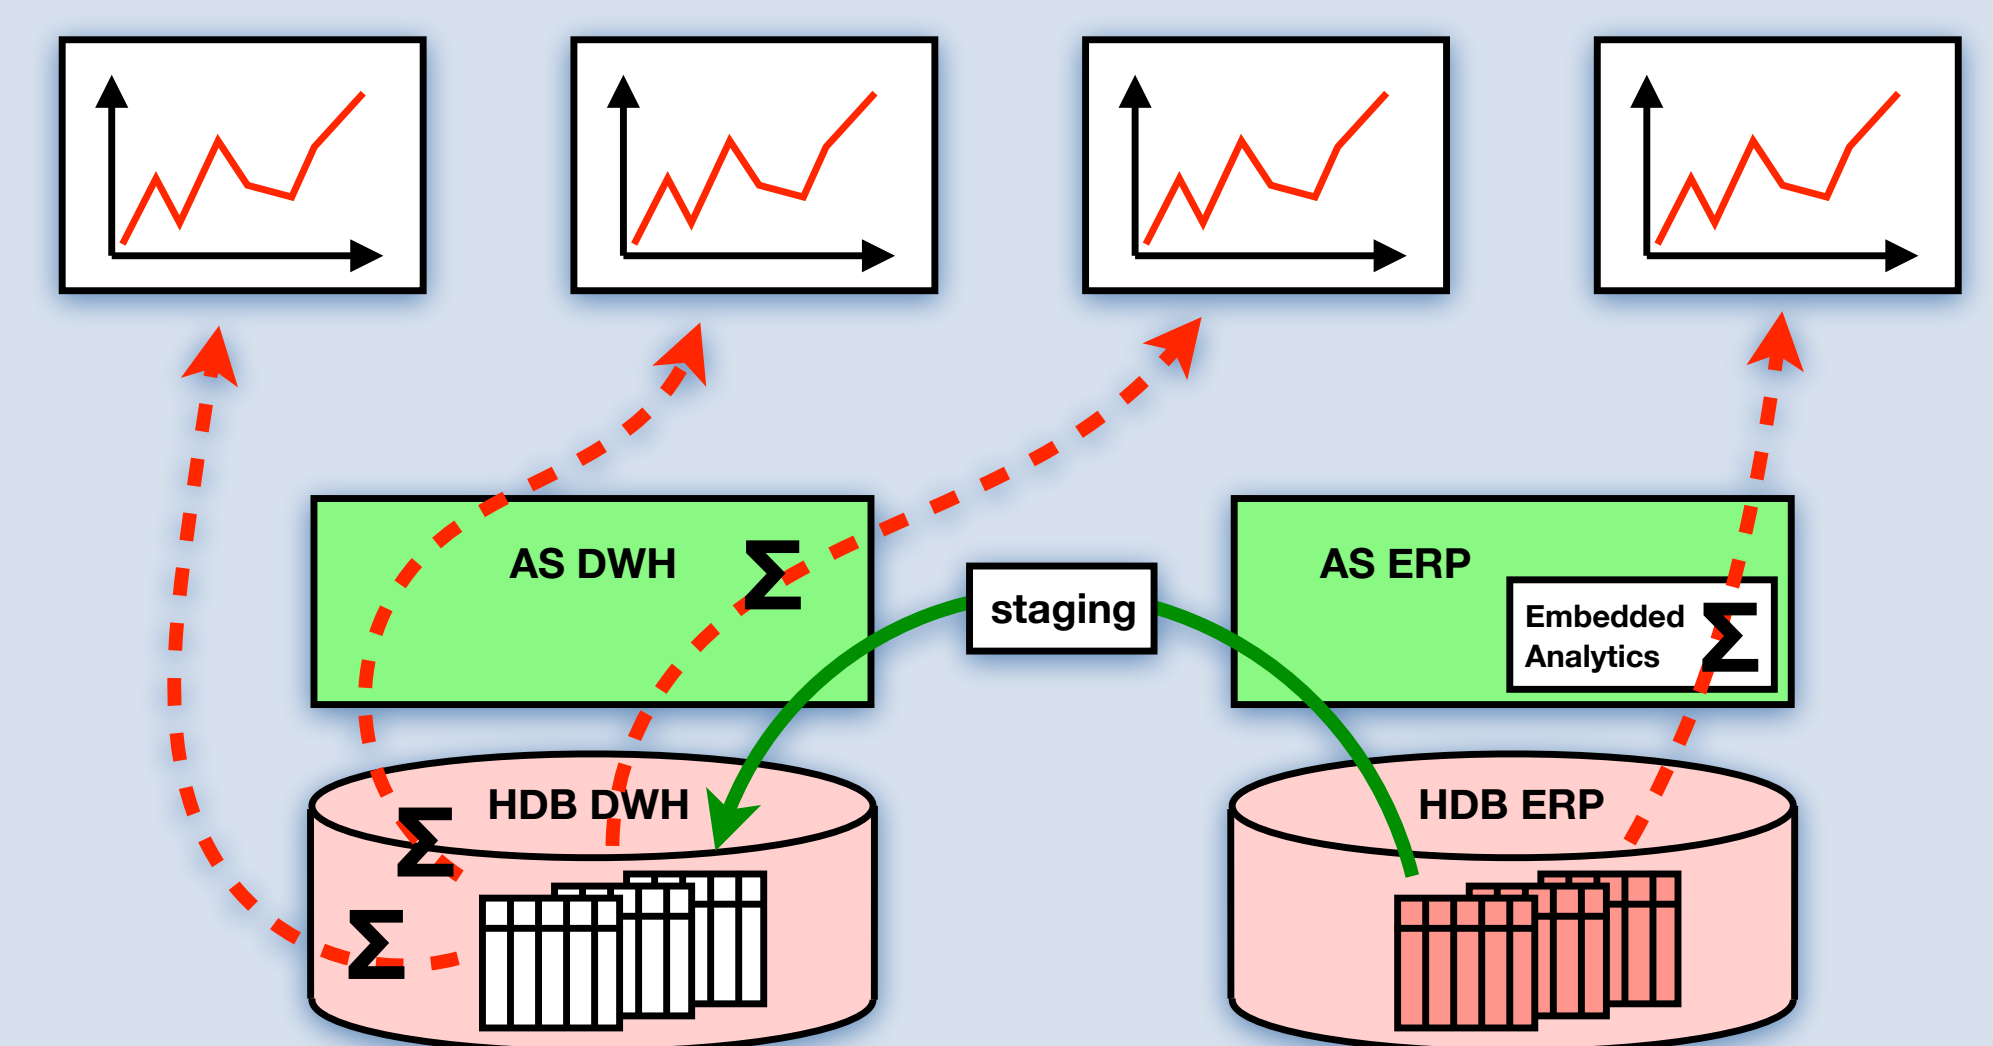 AS DWH
Σ
staging
AS ERP
Embedded
Analytics
Σ
HDB DWH
Σ
Σ
HDB ERP